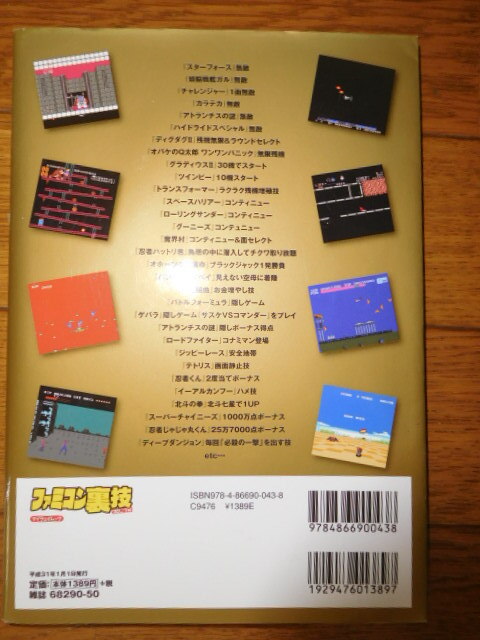 『スターフォース』無敵
『頭脳戦艦ガル』無敵
『チャレンジャー』1面無敵
『カラテカ』無敵
『アトランチスの謎』無敵
『ハイドライドスペシャル』無敵
『ディグダグⅡ』残機無限&ラウンドセレクト
『オバケのQ太郎 ワンワンパニック』無限残機
『グラディウスⅡ』30機でスタート
『ツインビー』10機スタート
『トランスフォーマー』ラクラク残機増殖技
『スペースハリアー』コンティニュー
『ローリングサンダー』コンティニュー
『グーニーズ』コンティニュー
『魔界村』コンティニュー&面セレクト
『忍者ハットリ君』鳥居の中に潜入してチクワ取り放題
ブラックジャック1発勝負
見えない空母に着陸
お金増やし技
『バトルフォーミュラ』隠しゲーム
『ゲバラ』隠しゲーム「サスケVSコマンダー」をプレイ
『アトランチスの謎』隠しボーナス得点
『ロードファイター』コナミマン登場
『ジッピーレース』安全地帯
『テトリス』画面静止技
『忍者くん』2度当てボーナス
『イーアルカンフー』ハメ技
『北斗の拳』北斗七星で1UP
『スーパーチャイニーズ』1000万点ボーナス
『忍者じゃじゃ丸くん』25万7000点ボーナス
『ディープダンジョン』毎回「必殺の一撃」を出す技
etc…
ファミコン裏技
ISBN978-4-86690-043-8
C9476 ¥1389E
9784866900438
平成31年1月1日発行
定価:本体1389円+税
雑誌 68290-50
1929476013897